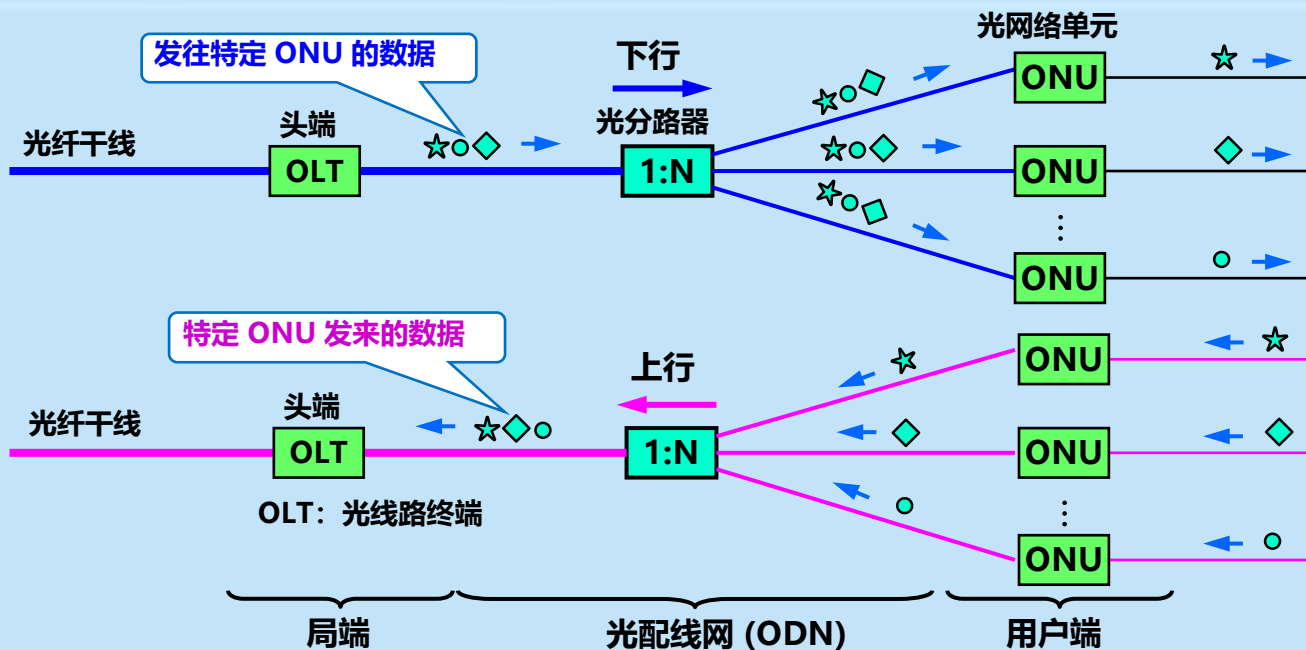 光网络单元
发往特定 ONU 的数据
下行
ONU
光纤干线
头端
光分路器
OLT
1:N
ONU
⋮
ONU
特定 ONU 发来的数据
上行
ONU
光纤干线
头端
OLT
1:N
ONU
OLT：光线路终端
⋮
ONU
局端
光配线网 (ODN)
用户端